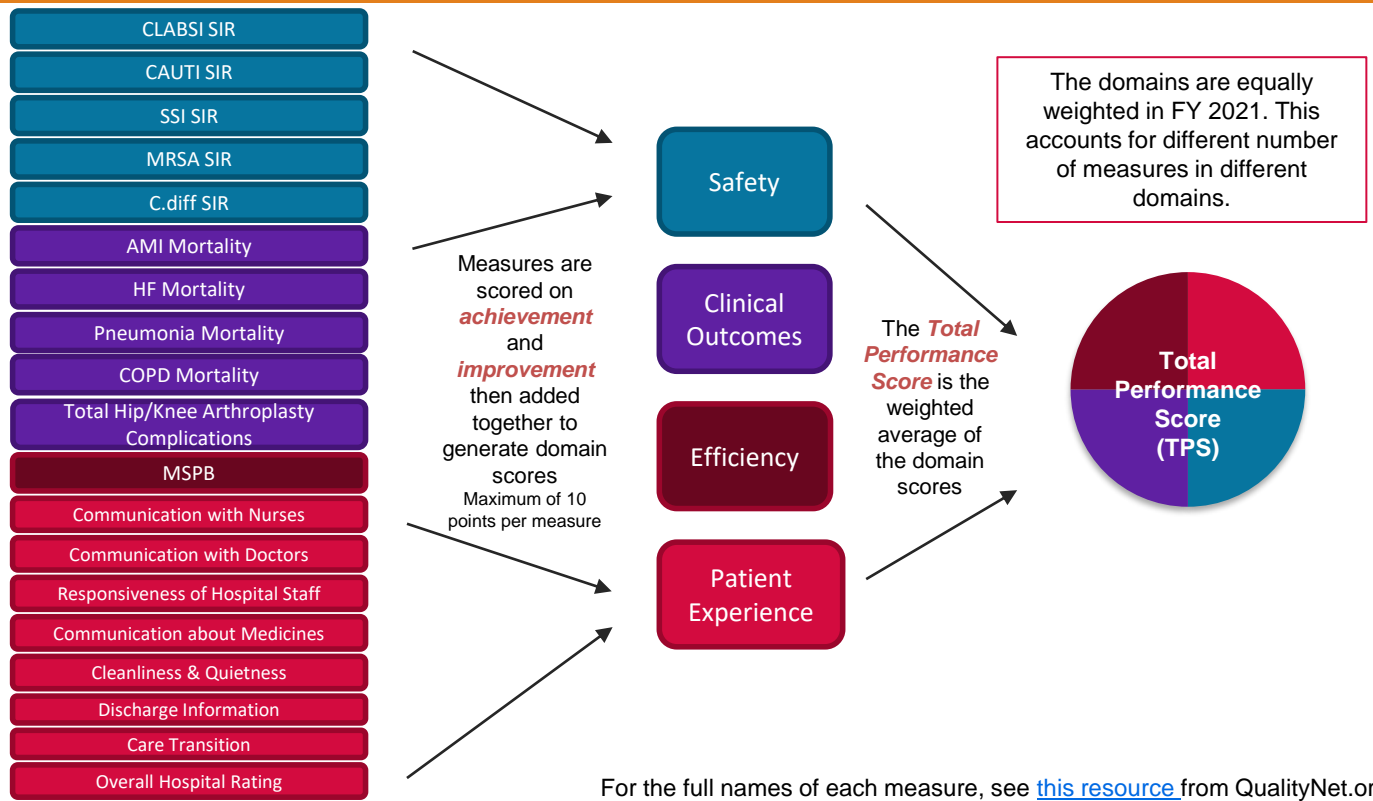 CLABSI SIR
CAUTI SIR
SSI SIR
MRSA SIR
C.diff SIR
AMI Mortality
HF Mortality
Pneumonia Mortality
COPD Mortality
Total Hip/Knee Arthroplasty
Complications
MSPB
Communication with Nurses
Communication with Doctors
Responsiveness of Hospital Staff
Communication about Medicines
Cleanliness & Quietness
Discharge Information
Care Transition
Overall Hospital Rating
Measures are
scored on
achievement
and
improvement
then added
together to
generate domain
scores
Maximum of 10
points per measure
Safety
Clinical
Outcomes
Efficiency
Patient
Experience
The Total
Performance
Score is the
weighted
average of
the domain
scores
The domains are equally
weighted in FY 2021. This
accounts for different number
of measures in different
domains.
Total
Performance
Score
(TPS)
For the full names of each measure, see this resource from QualityNet.or